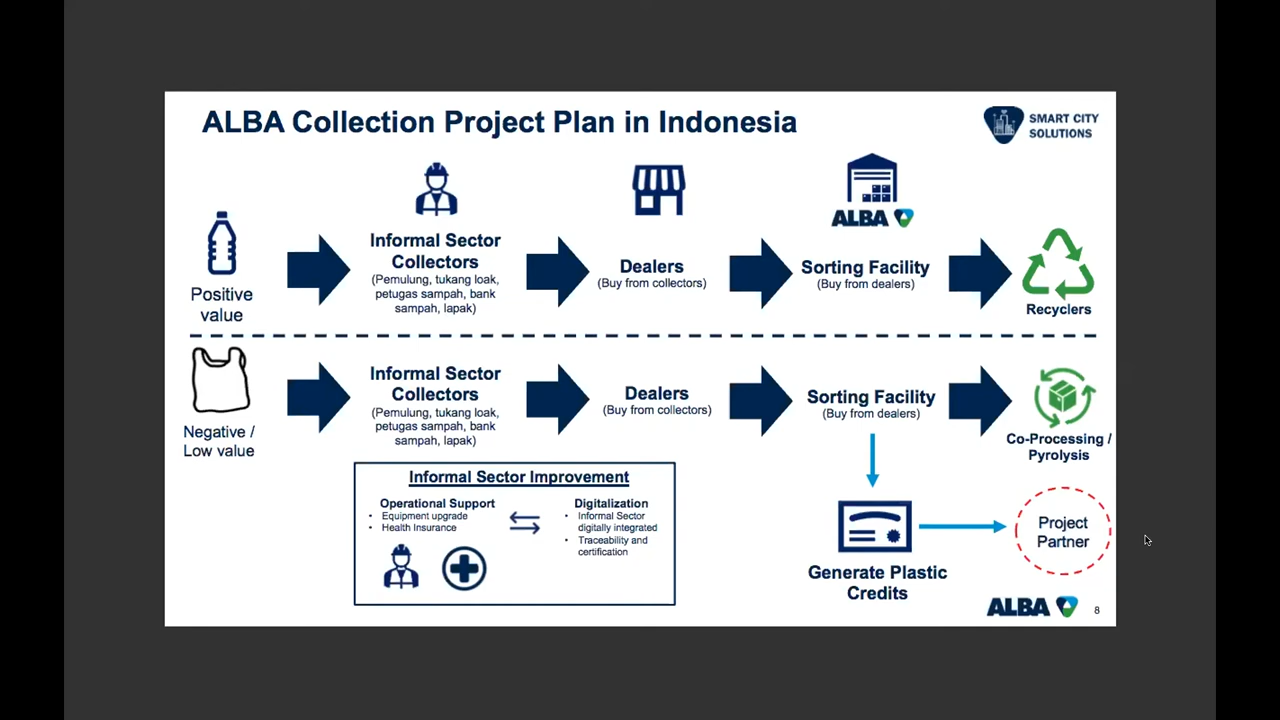 ALBA Collection Project Plan in Indonesia
SMART CITY
SOLUTIONS
ALBA
Positive
value
Informal Sector
Collectors
(Pemulung, tukang loak,
petugas sampah, bank
sampah, lapak)
Dealers
(Buy from collectors)
Sorting Facility
(Buy from dealers)
Recyclers
Negative /
Low value
Informal Sector
Collectors
(Pemulung, tukang loak,
petugas sampah, bank
sampah, lapak)
Dealers
(Buy from collectors)
Sorting Facility
(Buy from dealers)
Co-Processing /
Pyrolysis
Informal Sector Improvement
Operational Support
• Equipment upgrade
• Health Insurance
Digitalization
• Informal Sector
digitally integrated
• Traceability and
certification
Generate Plastic
Credits
Project
Partner
ALBA
8